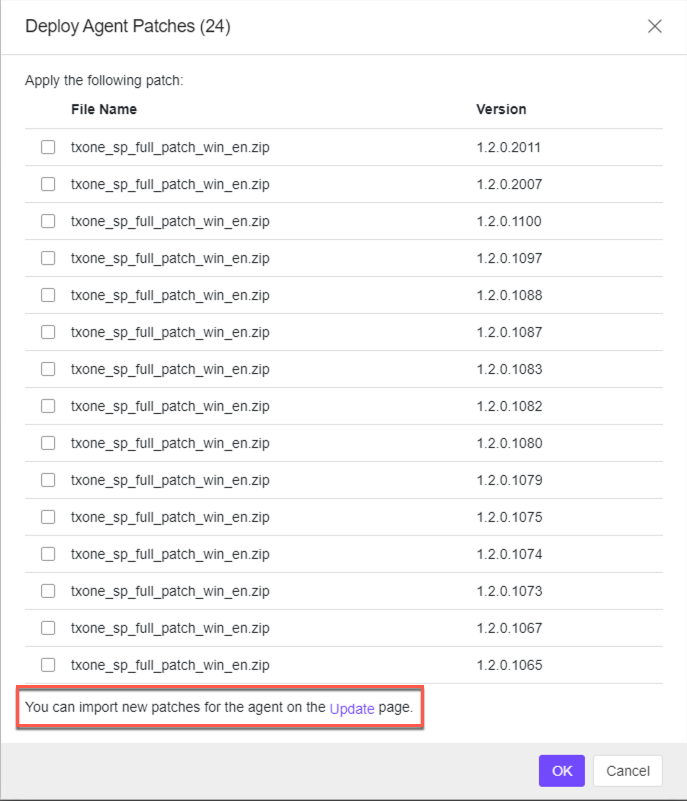 Deploy Agent Patches (24)
Apply the following patch:
File Name Version
txone_sp_full_patch_win_en.zip 1.2.0.2011
txone_sp_full_patch_win_en.zip 1.2.0.2007
txone_sp_full_patch_win_en.zip 1.2.0.1100
txone_sp_full_patch_win_en.zip 1.2.0.1097
txone_sp_full_patch_win_en.zip 1.2.0.1088
txone_sp_full_patch_win_en.zip 1.2.0.1087
txone_sp_full_patch_win_en.zip 1.2.0.1083
txone_sp_full_patch_win_en.zip 1.2.0.1082
txone_sp_full_patch_win_en.zip 1.2.0.1080
txone_sp_full_patch_win_en.zip 1.2.0.1079
txone_sp_full_patch_win_en.zip 1.2.0.1075
txone_sp_full_patch_win_en.zip 1.2.0.1074
txone_sp_full_patch_win_en.zip 1.2.0.1073
txone_sp_full_patch_win_en.zip 1.2.0.1067
txone_sp_full_patch_win_en.zip 1.2.0.1065
You can import new patches for the agent on the Update page.
OK Cancel